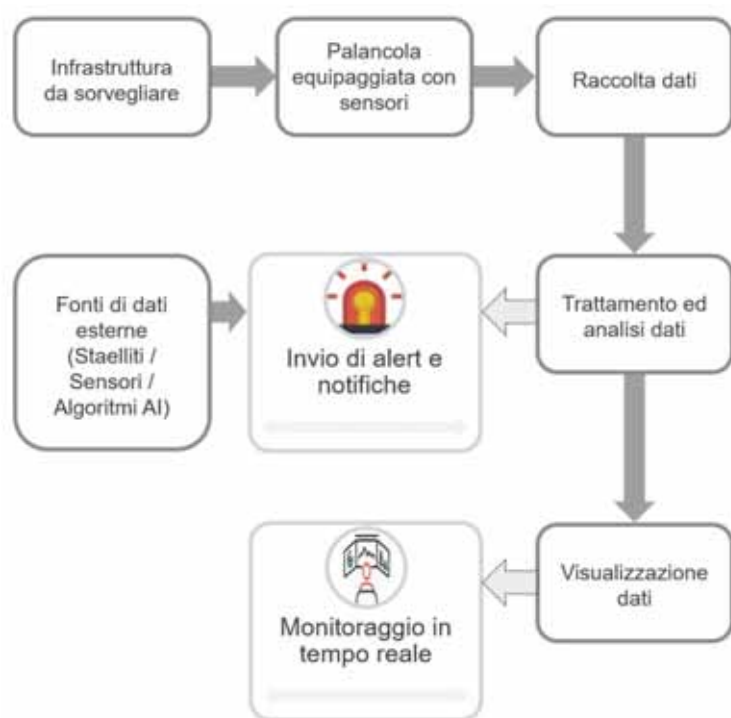 Infrastruttura
da sorvegliare
Palancola
equipaggiata con
sensori
Raccolta dati
Fonti di dati
esterne
(Staelliti /
Sensori /
Algoritmi AI)
Invio di alert e
notifiche
Trattamento ed
analisi dati
Monitoraggio in
tempo reale
Visualizzazione
dati